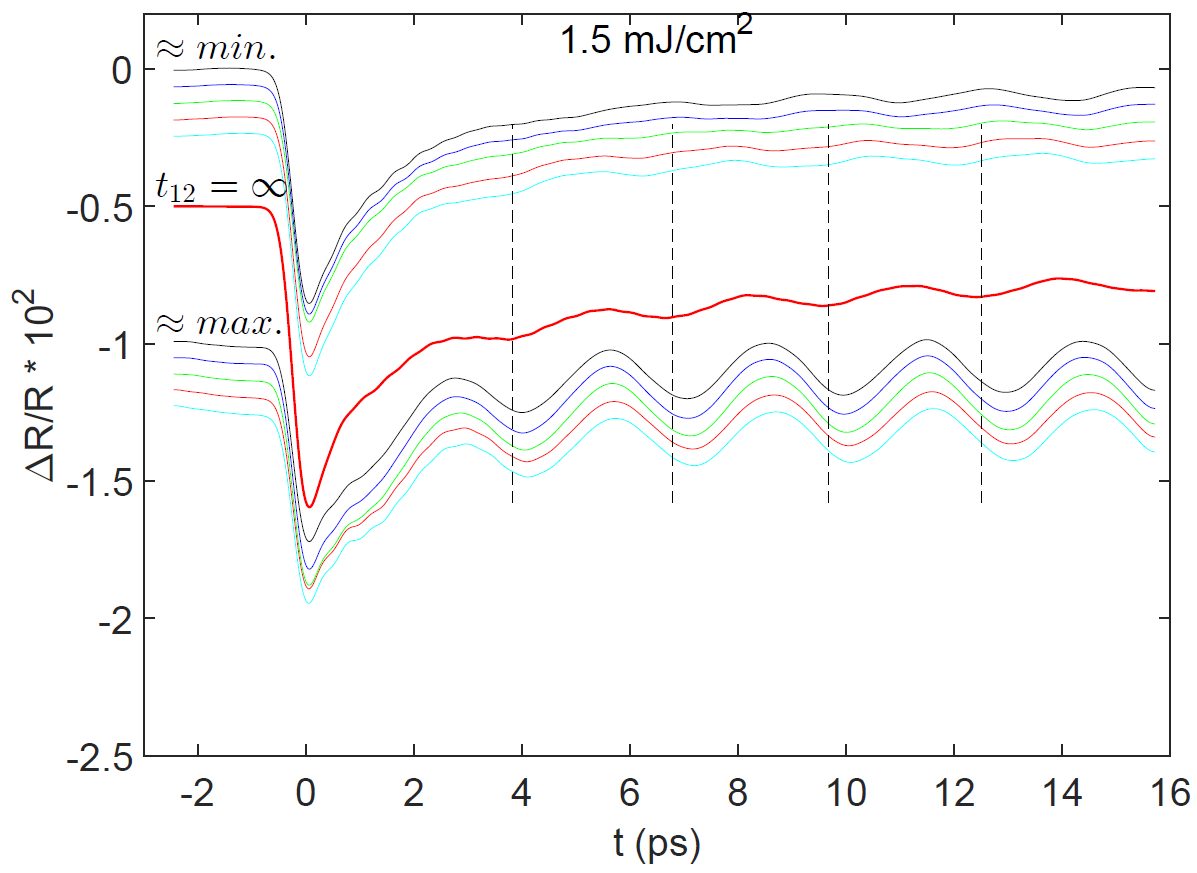 1.5 mJ/cm²
≈ min.
0
t₁₂ = ∞
-0.5
≈ max.
-1
-1.5
-2
-2.5
ΔR/R * 10²
-2 0 2 4 6 8 10 12 14 16
t (ps)